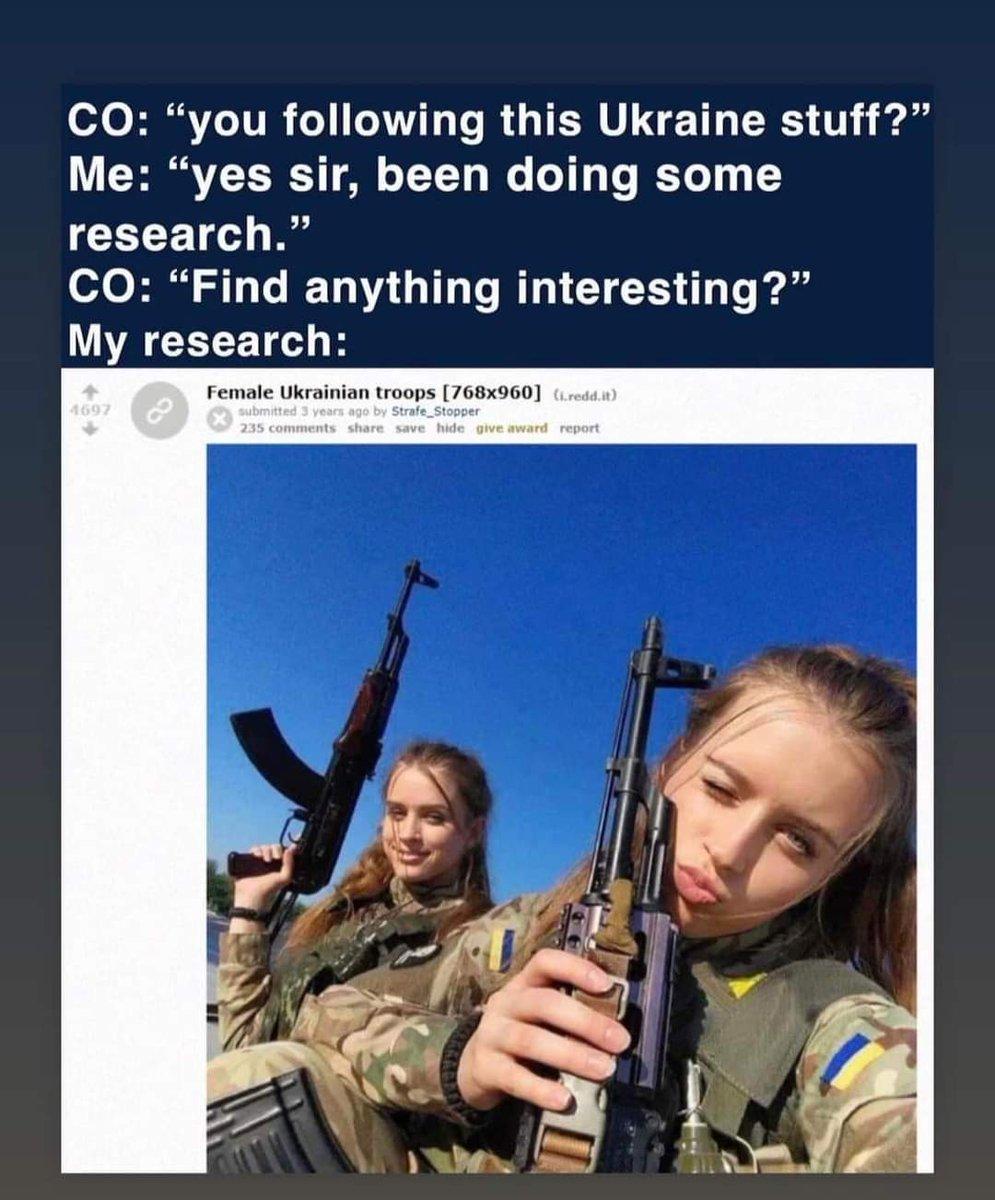 CO: “you following this Ukraine stuff?”
Me: “yes sir, been doing some
research.”
CO: “Find anything interesting?”
My research:
Female Ukrainian troops [768x960] (i.redd.it)
4697
submitted 3 years ago by Strafe_Stopper
235 comments share save hide give award report